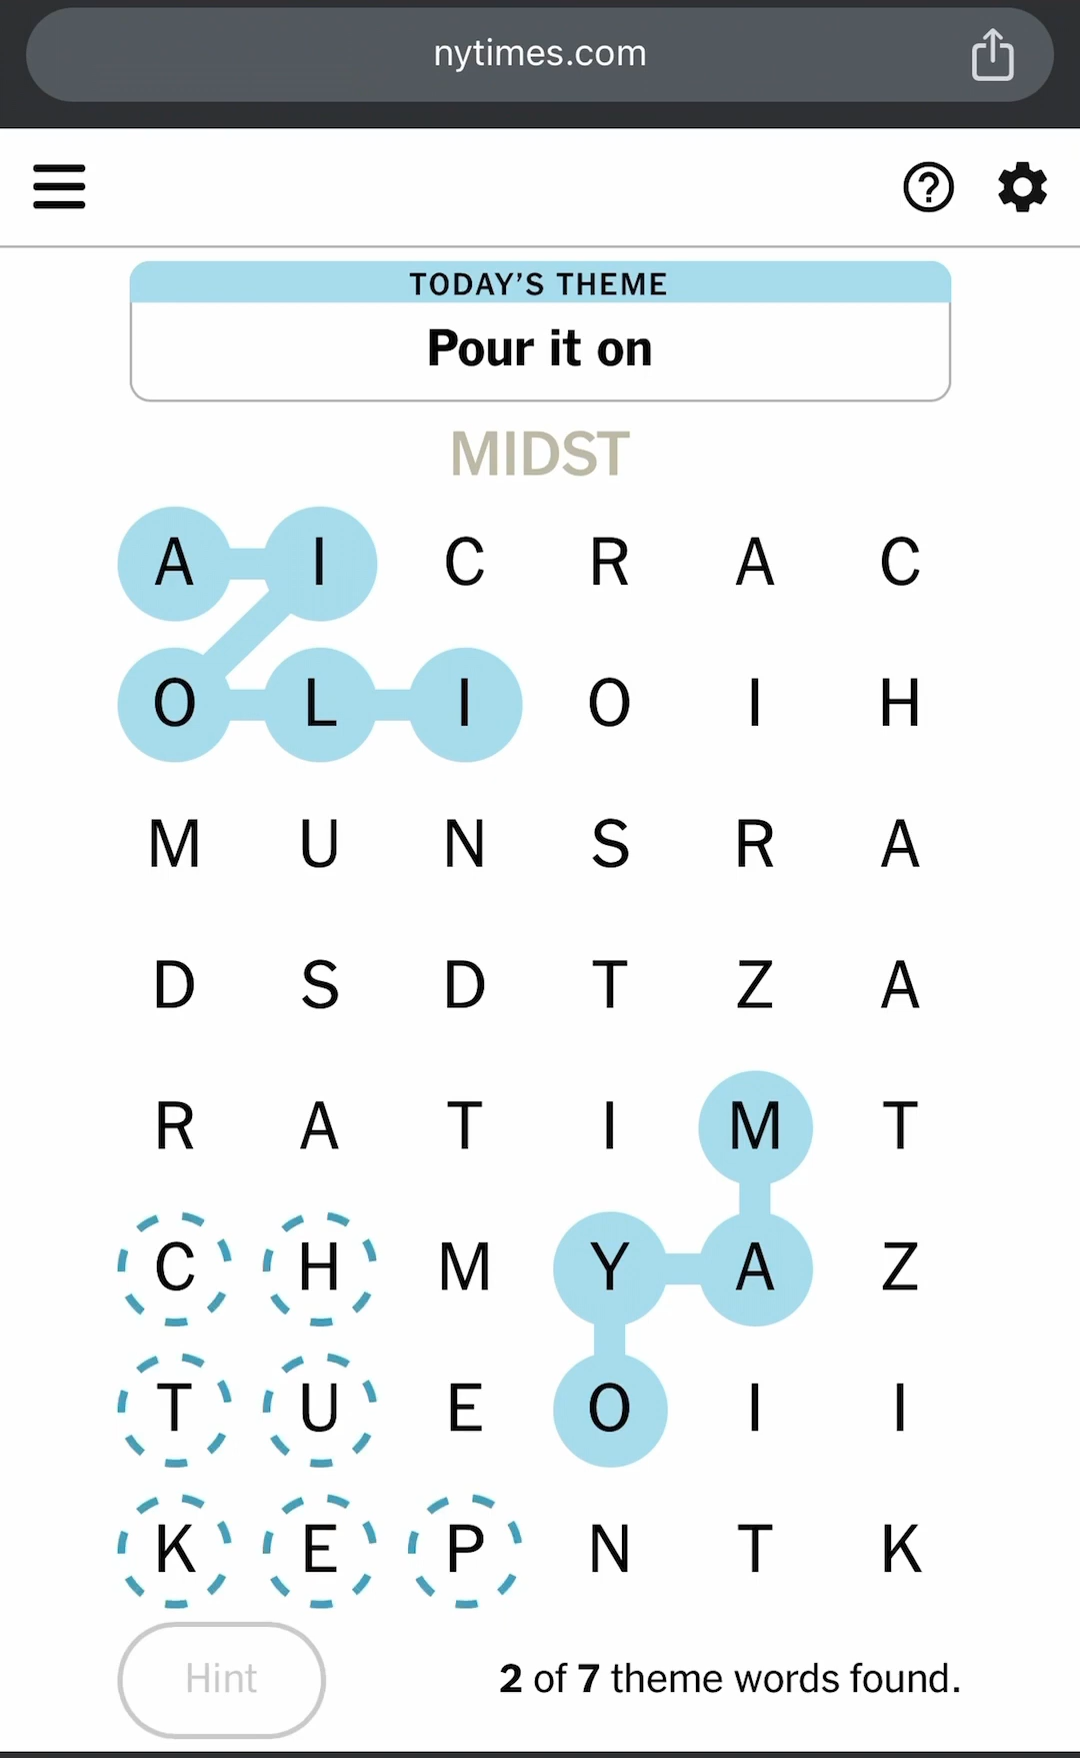 nytimes.com
TODAY'S THEME
Pour it on
MIDST
A I C R A C
O L I O I H
M U N S R A
D S D T Z A
R A T I M T
C H M Y A Z
T U E O I I
K E P N T K
Hint
2 of 7 theme words found.